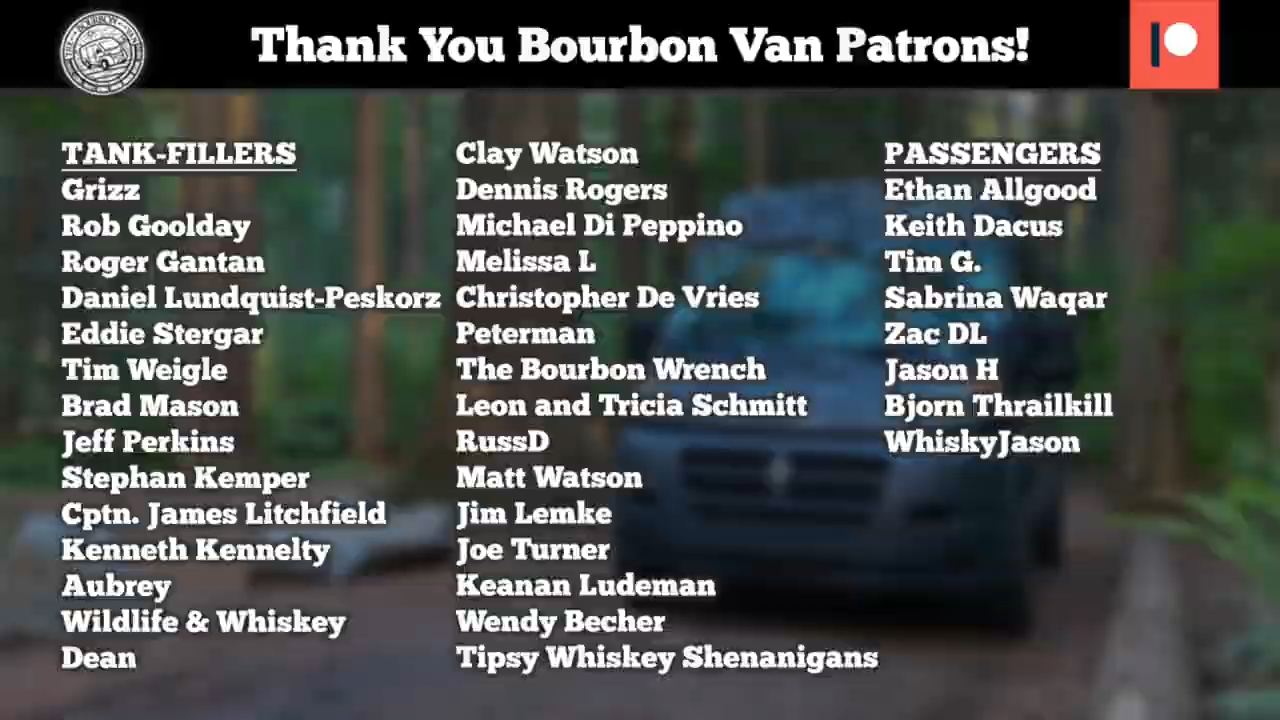 Thank You Bourbon Van Patrons!
TANK-FILLERS
Grizz
Rob Goolday
Roger Gantan
Daniel Lundquist-Peskorz
Eddie Stergar
Tim Weigle
Brad Mason
Jeff Perkins
Stephan Kemper
Cptn. James Litchfield
Kenneth Kennelty
Aubrey
Wildlife & Whiskey
Dean
Clay Watson
Dennis Rogers
Michael Di Peppino
Melissa L
Christopher De Vries
Peterman
The Bourbon Wrench
Leon and Tricia Schmitt
RussD
Matt Watson
Jim Lemke
Joe Turner
Keanan Ludeman
Wendy Becher
Tipsy Whiskey Shenanigans
PASSENGERS
Ethan Allgood
Keith Dacus
Tim G.
Sabrina Waqar
Zac DL
Jason H
Bjorn Thrailkill
WhiskyJason